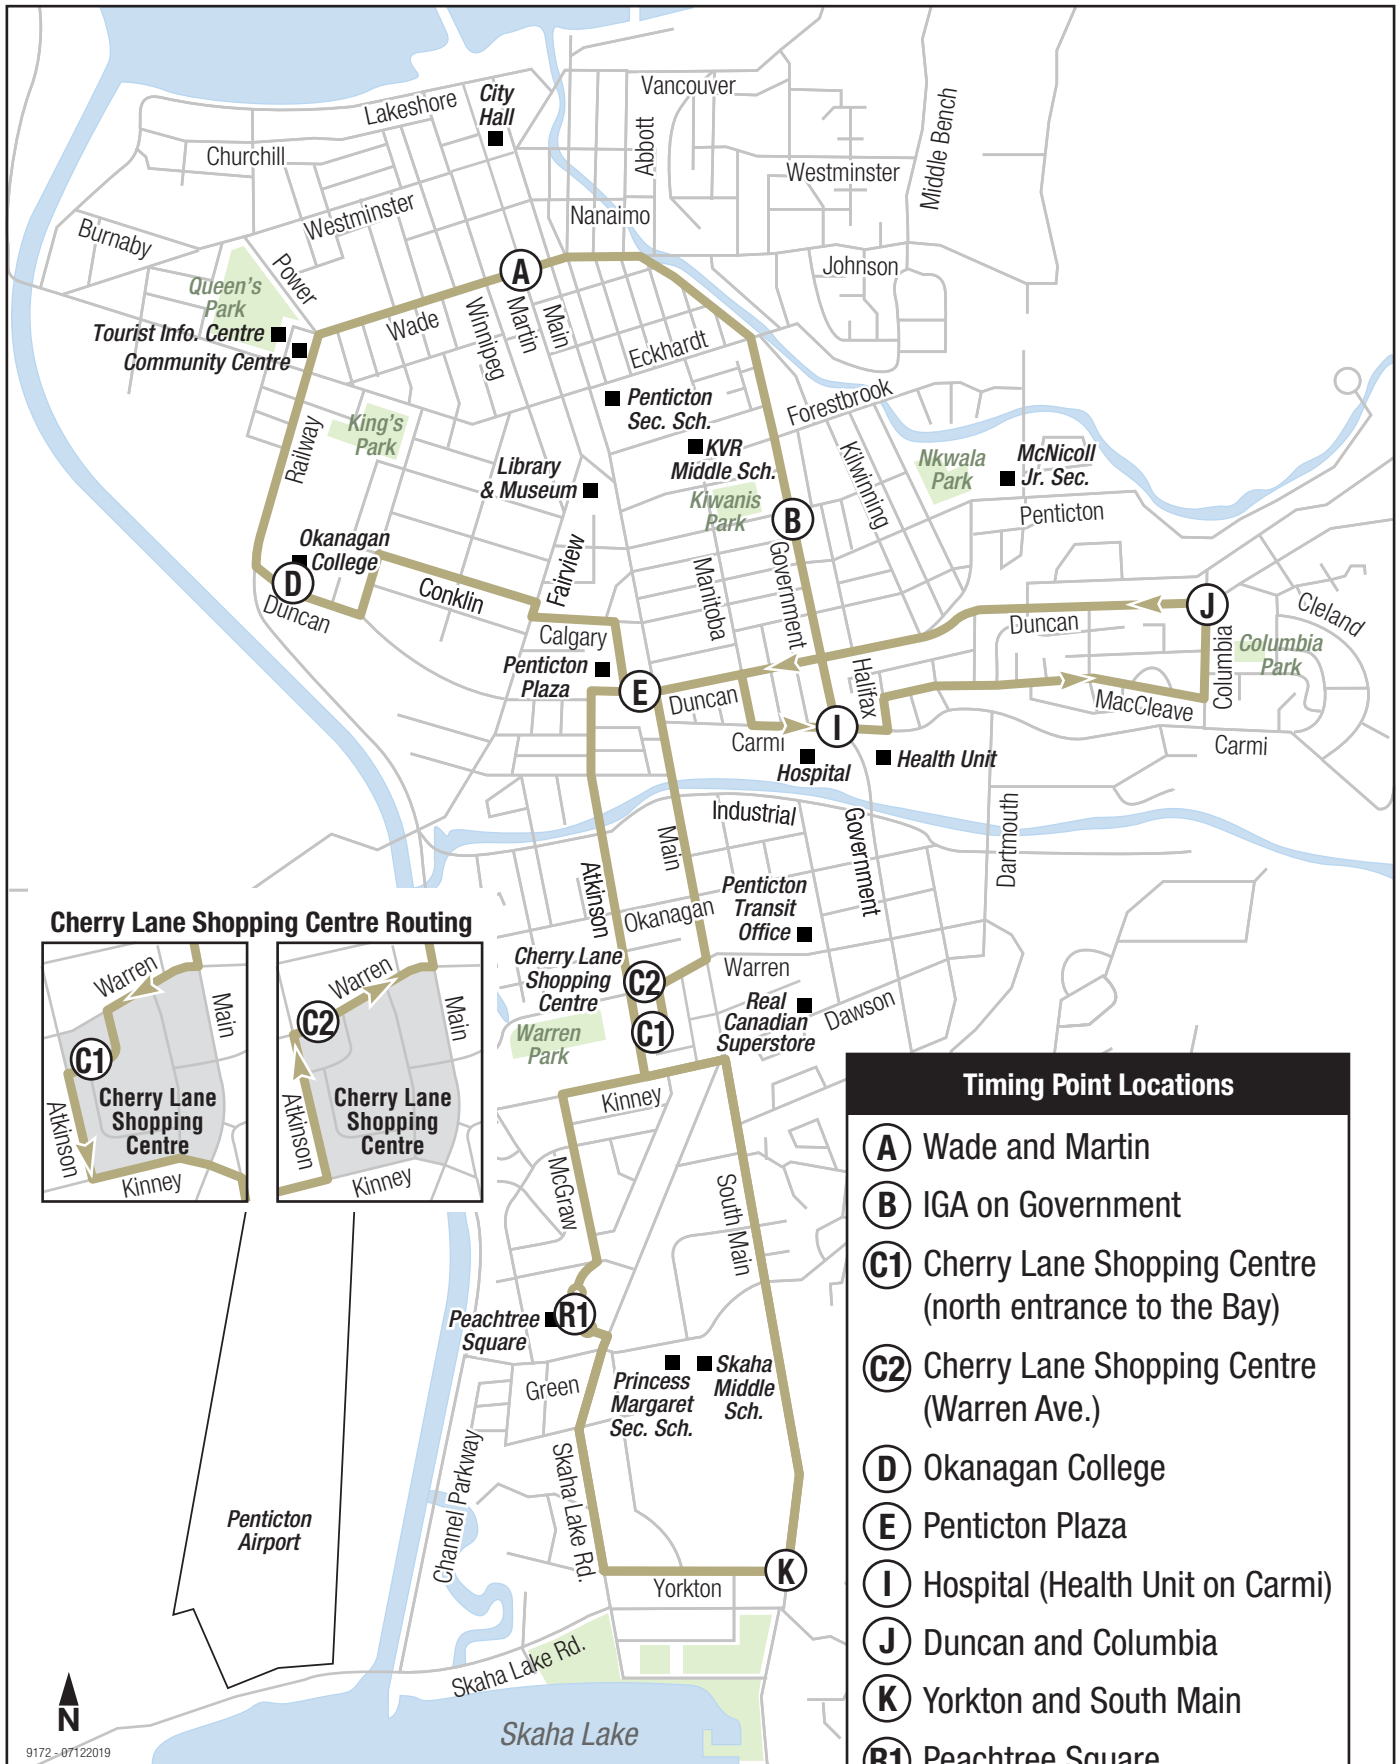 City
Hall
Vancouver
Lakeshore
Abbott
Middle Bench
Churchill
Westminster
Westminster
Nanaimo
Burnaby
Power
Johnson
A
Queen's
Park
Tourist Info. Centre
Community Centre
Wade
Winnipeg
Martin
Main
Eckhardt
Forestbrook
Penticton
Sec. Sch.
King's
Park
Railway
KVR
Middle Sch.
Kilwinning
Nkwala
Park
McNicoll
Jr. Sec.
Library
& Museum
Kiwanis
Park
B
Penticton
Okanagan
College
D
Duncan
Conklin
Fairview
Calgary
Manitoba
Government
Duncan
J
Cleland
Columbia
Columbia
Park
Penticton
Plaza
E
Duncan
Halifax
MacCleave
Carmi
I
Carmi
Hospital
Health Unit
Industrial
Main
Government
Dartmouth
Atkinson
Okanagan
Penticton
Transit
Office
Cherry Lane
Shopping
Centre
C2
Warren
C1
Real
Canadian
Superstore
Dawson
Warren
Park
Kinney
Cherry Lane Shopping Centre Routing
Warren
Main
C1
Cherry Lane
Shopping
Centre
Atkinson
Kinney
Warren
Main
C2
Cherry Lane
Shopping
Centre
Atkinson
Kinney
McGraw
South Main
Peachtree
Square
R1
Green
Princess
Margaret
Sec. Sch.
Skaha
Middle
Sch.
Channel Parkway
Skaha Lake Rd.
Penticton
Airport
Yorkton
K
Skaha Lake Rd.
Skaha Lake
N
9172 - 07122019
Timing Point Locations
A Wade and Martin
B IGA on Government
C1 Cherry Lane Shopping Centre
(north entrance to the Bay)
C2 Cherry Lane Shopping Centre
(Warren Ave.)
D Okanagan College
E Penticton Plaza
I Hospital (Health Unit on Carmi)
J Duncan and Columbia
K Yorkton and South Main
R1 Peachtree Square